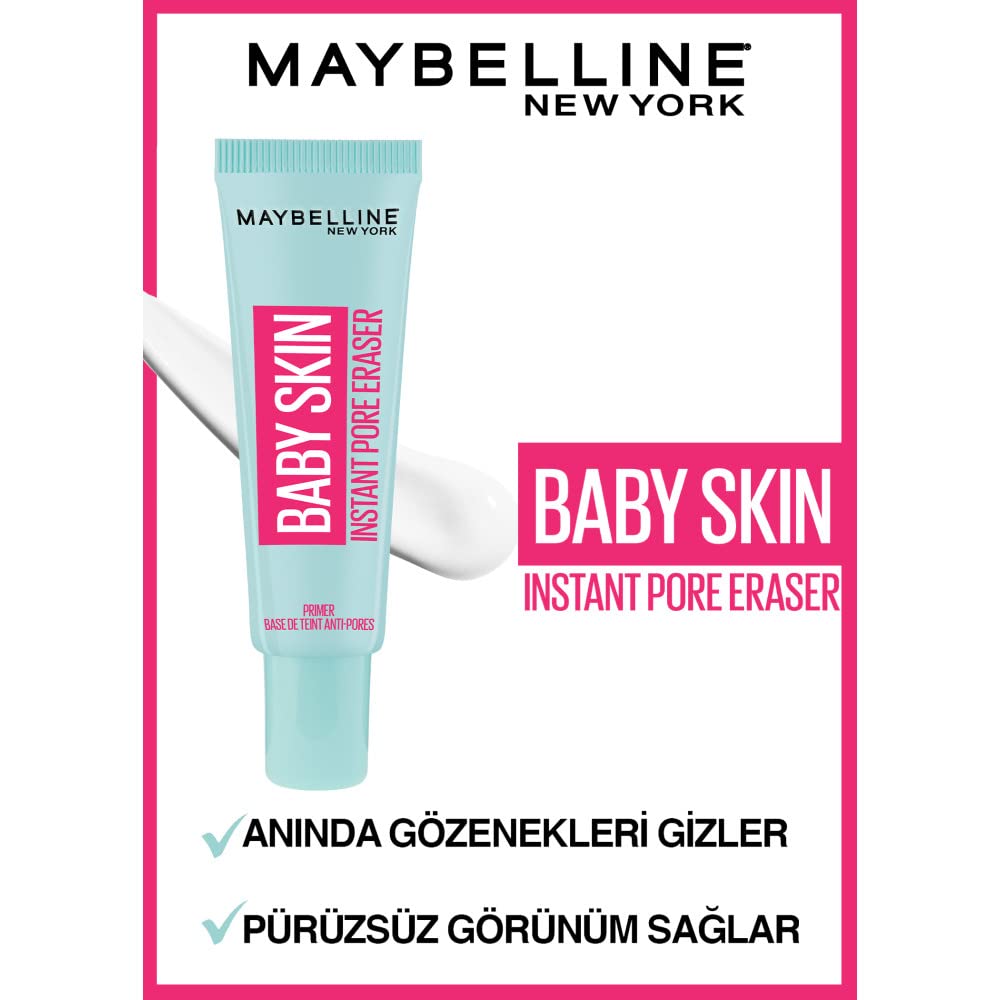 MAYBELLINE
NEW YORK
MAYBELLINE
NEW YORK
BABY SKIN
INSTANT PORE ERASER
PRIMER
BASE DE TEINT ANTI-PORES
BABY SKIN
INSTANT PORE ERASER
ANINDA GÖZENEKLERİ GİZLER
PÜRÜZSÜZ GÖRÜNÜM SAĞLAR